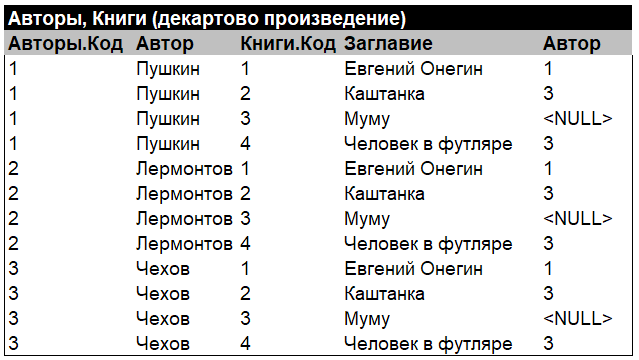 Авторы, Книги (декартово произведение)
Авторы.Код Автор Книги.Код Заглавие Автор
1 Пушкин 1 Евгений Онегин 1
1 Пушкин 2 Каштанка 3
1 Пушкин 3 Муму <NULL>
1 Пушкин 4 Человек в футляре 3
2 Лермонтов 1 Евгений Онегин 1
2 Лермонтов 2 Каштанка 3
2 Лермонтов 3 Муму <NULL>
2 Лермонтов 4 Человек в футляре 3
3 Чехов 1 Евгений Онегин 1
3 Чехов 2 Каштанка 3
3 Чехов 3 Муму <NULL>
3 Чехов 4 Человек в футляре 3